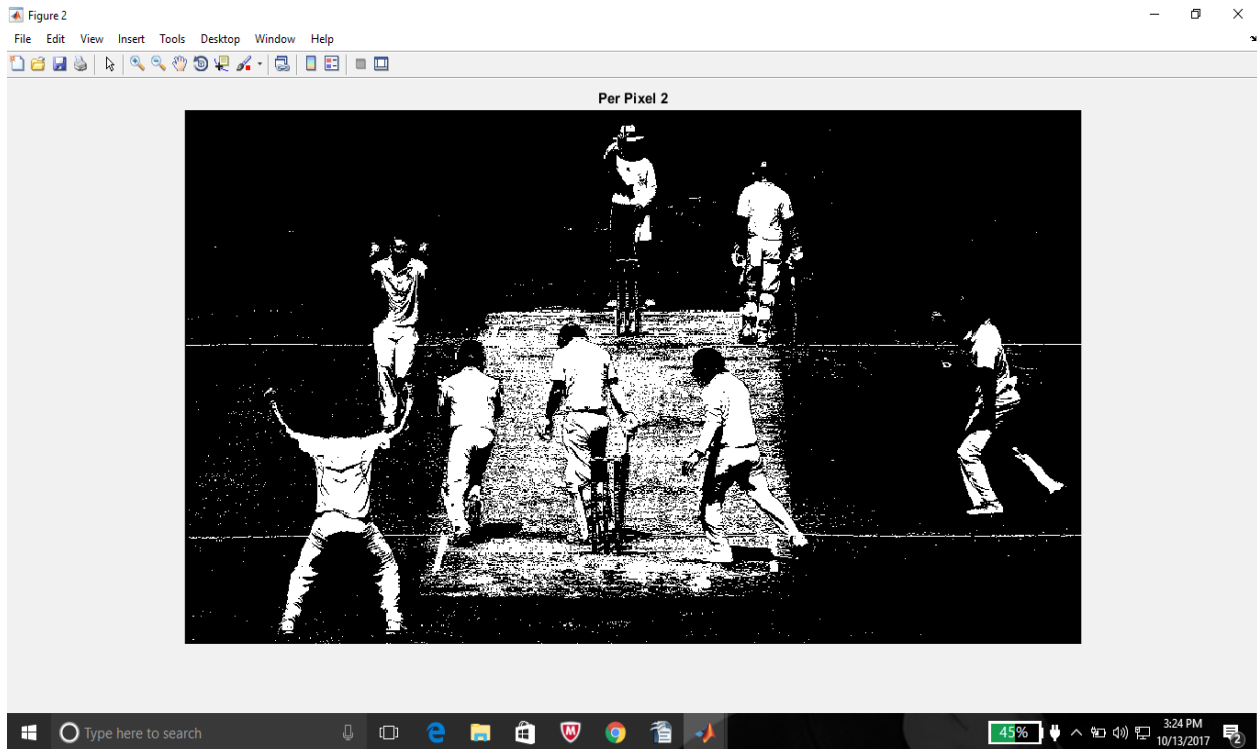 Figure 2
File Edit View Insert Tools Desktop Window Help
Per Pixel 2
Type here to search
45%
3:24 PM
10/13/2017
2